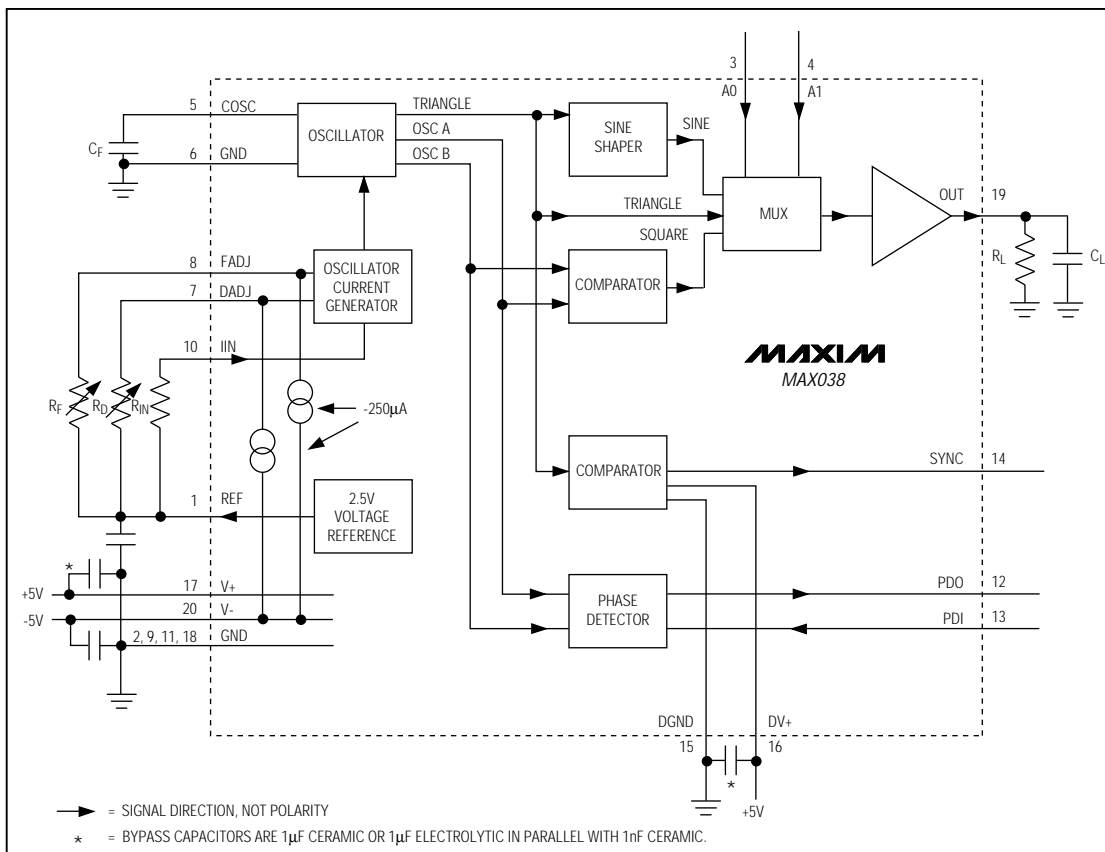 3
4
A0
A1
5
COSC
OSCILLATOR
TRIANGLE
OSC A
OSC B
CF
6
GND
SINE
SHAPER
SINE
TRIANGLE
SQUARE
MUX
OUT
19
RL
CL
8
FADJ
7
DADJ
OSCILLATOR
CURRENT
GENERATOR
COMPARATOR
10
IIN
MAXIM
MAX038
RF
RD
RIN
-250μA
COMPARATOR
SYNC
14
1
REF
2.5V
VOLTAGE
REFERENCE
*
+5V
17
V+
-5V
20
V-
2, 9, 11, 18
GND
PHASE
DETECTOR
PDO
12
PDI
13
DGND
DV+
15
16
*
+5V
= SIGNAL DIRECTION, NOT POLARITY
* = BYPASS CAPACITORS ARE 1μF CERAMIC OR 1μF ELECTROLYTIC IN PARALLEL WITH 1nF CERAMIC.